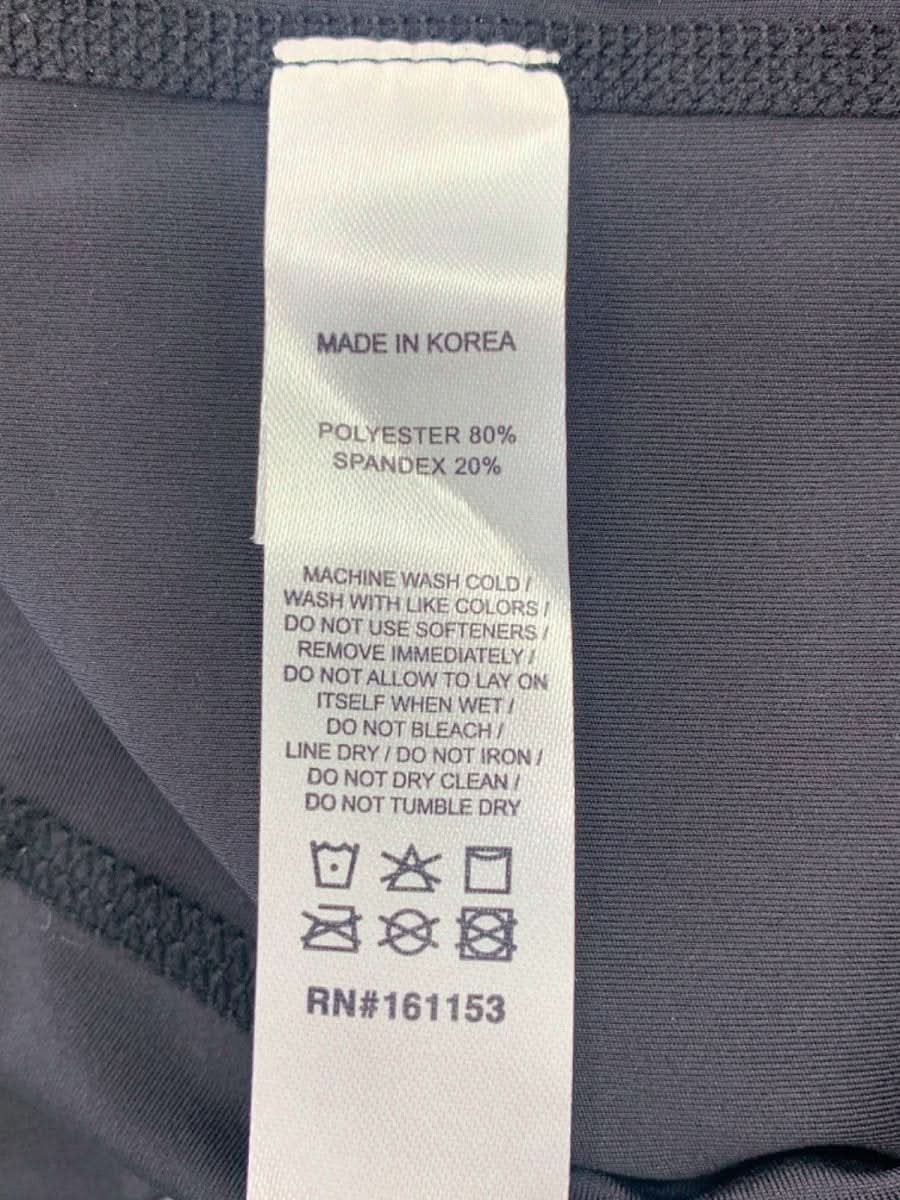 MADE IN KOREA
POLYESTER 80%
SPANDEX 20%
MACHINE WASH COLD /
WASH WITH LIKE COLORS /
DO NOT USE SOFTENERS /
REMOVE IMMEDIATELY /
DO NOT ALLOW TO LAY ON
ITSELF WHEN WET /
DO NOT BLEACH /
LINE DRY / DO NOT IRON /
DO NOT DRY CLEAN /
DO NOT TUMBLE DRY
RN#161153